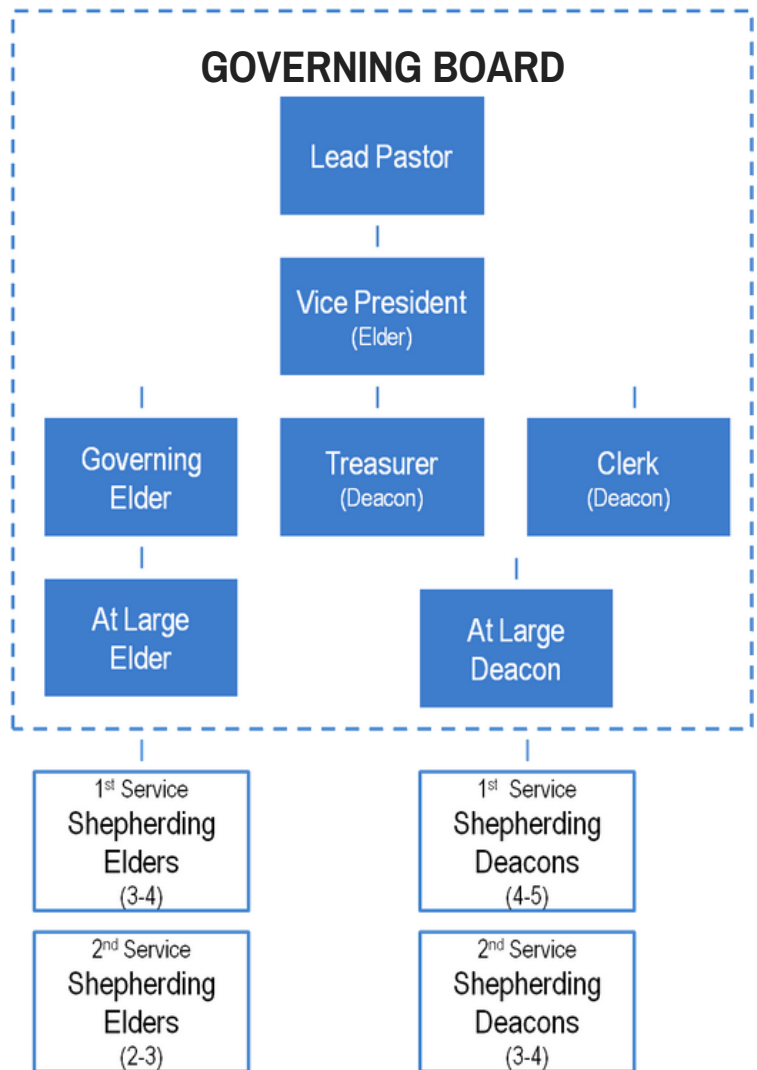 GOVERNING BOARD
Lead Pastor
Vice President
(Elder)
Governing
Elder
Treasurer
(Deacon)
Clerk
(Deacon)
At Large
Elder
At Large
Deacon
1st Service
Shepherding
Elders
(3-4)
1st Service
Shepherding
Deacons
(4-5)
2nd Service
Shepherding
Elders
(2-3)
2nd Service
Shepherding
Deacons
(3-4)